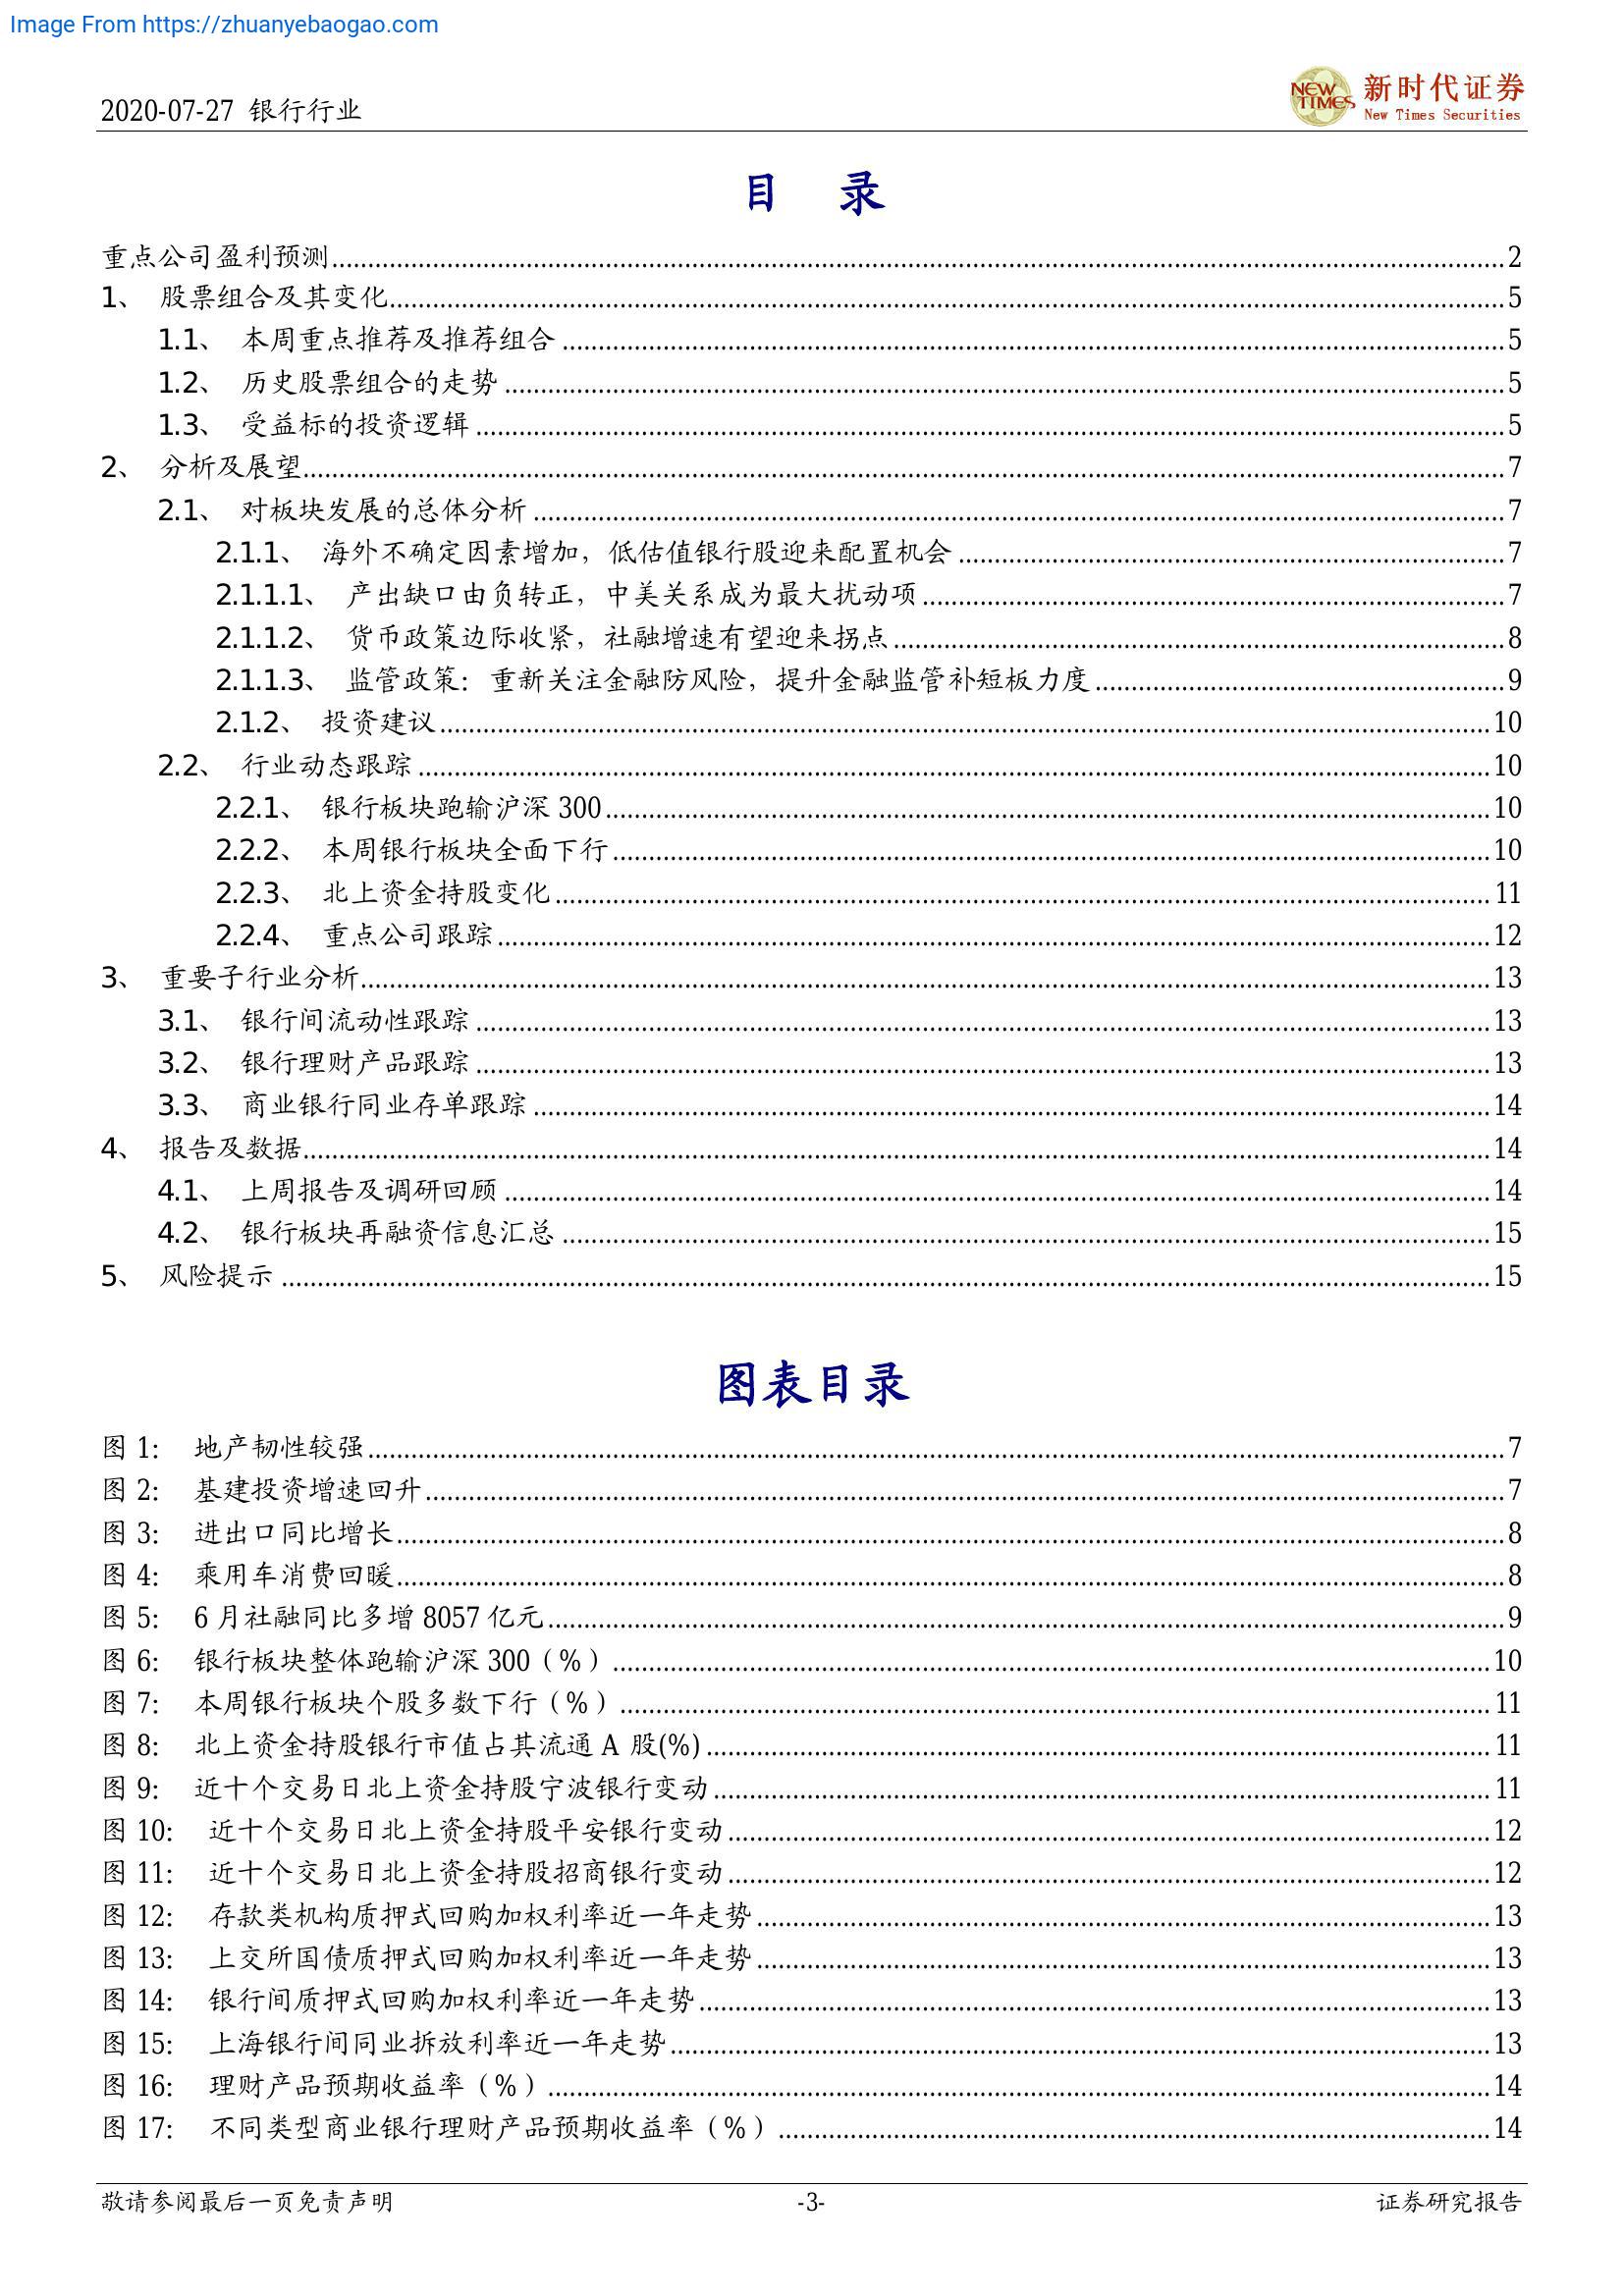 Image From https://zhuanyebaogao.com
2020-07-27 银行行业
NEW TIMES 新时代证券
New Times Securities
目 录
重点公司盈利预测 2
1、 股票组合及其变化 5
1.1、 本周重点推荐及推荐组合 5
1.2、 历史股票组合的走势 5
1.3、 受益标的投资逻辑 5
2、 分析及展望 7
2.1、 对板块发展的总体分析 7
2.1.1、 海外不确定因素增加，低估值银行股迎来配置机会 7
2.1.1.1、 产出缺口由负转正，中美关系成为最大扰动项 7
2.1.1.2、 货币政策边际收紧，社融增速有望迎来拐点 8
2.1.1.3、 监管政策：重新关注金融防风险，提升金融监管补短板力度 9
2.1.2、 投资建议 10
2.2、 行业动态跟踪 10
2.2.1、 银行板块跑输沪深 300 10
2.2.2、 本周银行板块全面下行 10
2.2.3、 北上资金持股变化 11
2.2.4、 重点公司跟踪 12
3、 重要子行业分析 13
3.1、 银行间流动性跟踪 13
3.2、 银行理财产品跟踪 13
3.3、 商业银行同业存单跟踪 14
4、 报告及数据 14
4.1、 上周报告及调研回顾 14
4.2、 银行板块再融资信息汇总 15
5、 风险提示 15
图表目录
图 1: 地产韧性较强 7
图 2: 基建投资增速回升 7
图 3: 进出口同比增长 8
图 4: 乘用车消费回暖 8
图 5: 6 月社融同比多增 8057 亿元 9
图 6: 银行板块整体跑输沪深 300（%） 10
图 7: 本周银行板块个股多数下行（%） 11
图 8: 北上资金持股银行市值占其流通 A 股(%) 11
图 9: 近十个交易日北上资金持股宁波银行变动 11
图 10: 近十个交易日北上资金持股平安银行变动 12
图 11: 近十个交易日北上资金持股招商银行变动 12
图 12: 存款类机构质押式回购加权利率近一年走势 13
图 13: 上交所国债质押式回购加权利率近一年走势 13
图 14: 银行间质押式回购加权利率近一年走势 13
图 15: 上海银行间同业拆放利率近一年走势 13
图 16: 理财产品预期收益率（%） 14
图 17: 不同类型商业银行理财产品预期收益率（%） 14
敬请参阅最后一页免责声明 -3- 证券研究报告